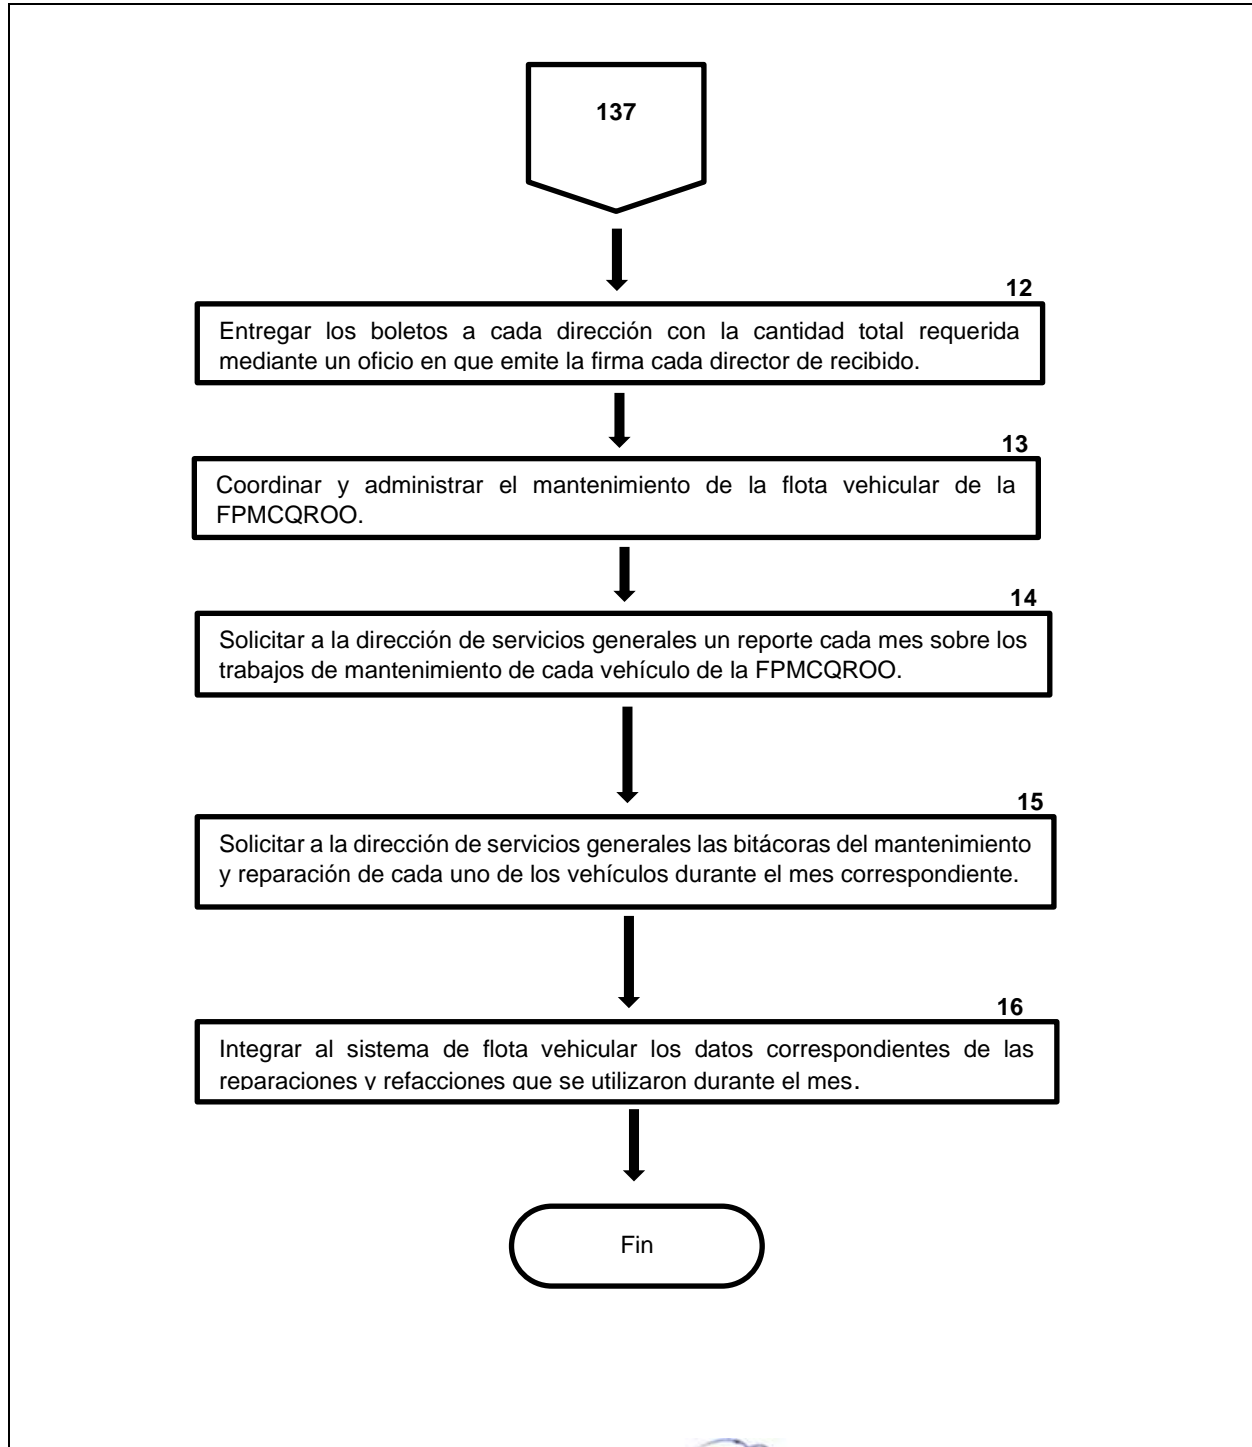 137
12
Entregar los boletos a cada dirección con la cantidad total requerida
mediante un oficio en que emite la firma cada director de recibido.
13
Coordinar y administrar el mantenimiento de la flota vehicular de la
FPMCQROO.
14
Solicitar a la dirección de servicios generales un reporte cada mes sobre los
trabajos de mantenimiento de cada vehículo de la FPMCQROO.
15
Solicitar a la dirección de servicios generales las bitácoras del mantenimiento
y reparación de cada uno de los vehículos durante el mes correspondiente.
16
Integrar al sistema de flota vehicular los datos correspondientes de las
reparaciones y refacciones que se utilizaron durante el mes.
Fin